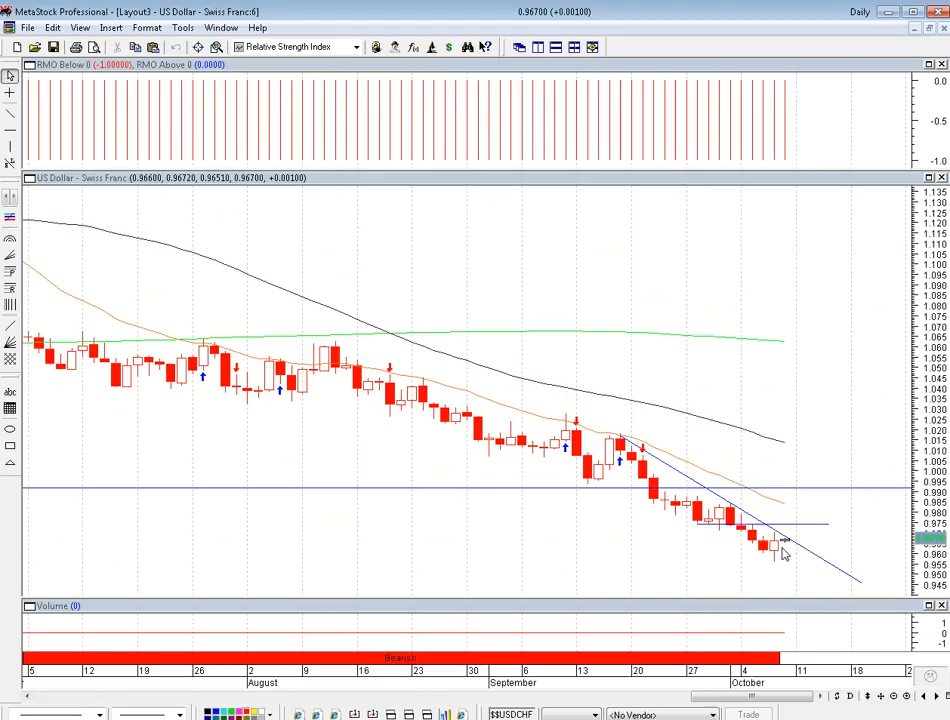 MetaStock Professional - [Layout3 - US Dollar - Swiss Franc:6]
0.96700 (+0.00100)
Daily
File Edit View Insert Format Tools Window Help
Relative Strength Index
RMO Below 0 (-1.00000), RMO Above 0 (0.0000)
0.0
-0.5
-1.0
US Dollar - Swiss Franc (0.96600, 0.96720, 0.96510, 0.96700, +0.00100)
1.135
1.130
1.125
1.120
1.115
1.110
1.105
1.100
1.095
1.090
1.085
1.080
1.075
1.070
1.065
1.060
1.055
1.050
1.045
1.040
1.035
1.030
1.025
1.020
1.015
1.010
1.005
1.000
0.995
0.990
0.985
0.980
0.975
0.960
0.955
0.950
0.945
abc
Volume (0)
1
0
-1
Bearish
5 12 19 26 2 9 16 23 30 6 13 20 27 4 11 18 2
August September October
D
$$USDCHF
<No Vendor>
Trade